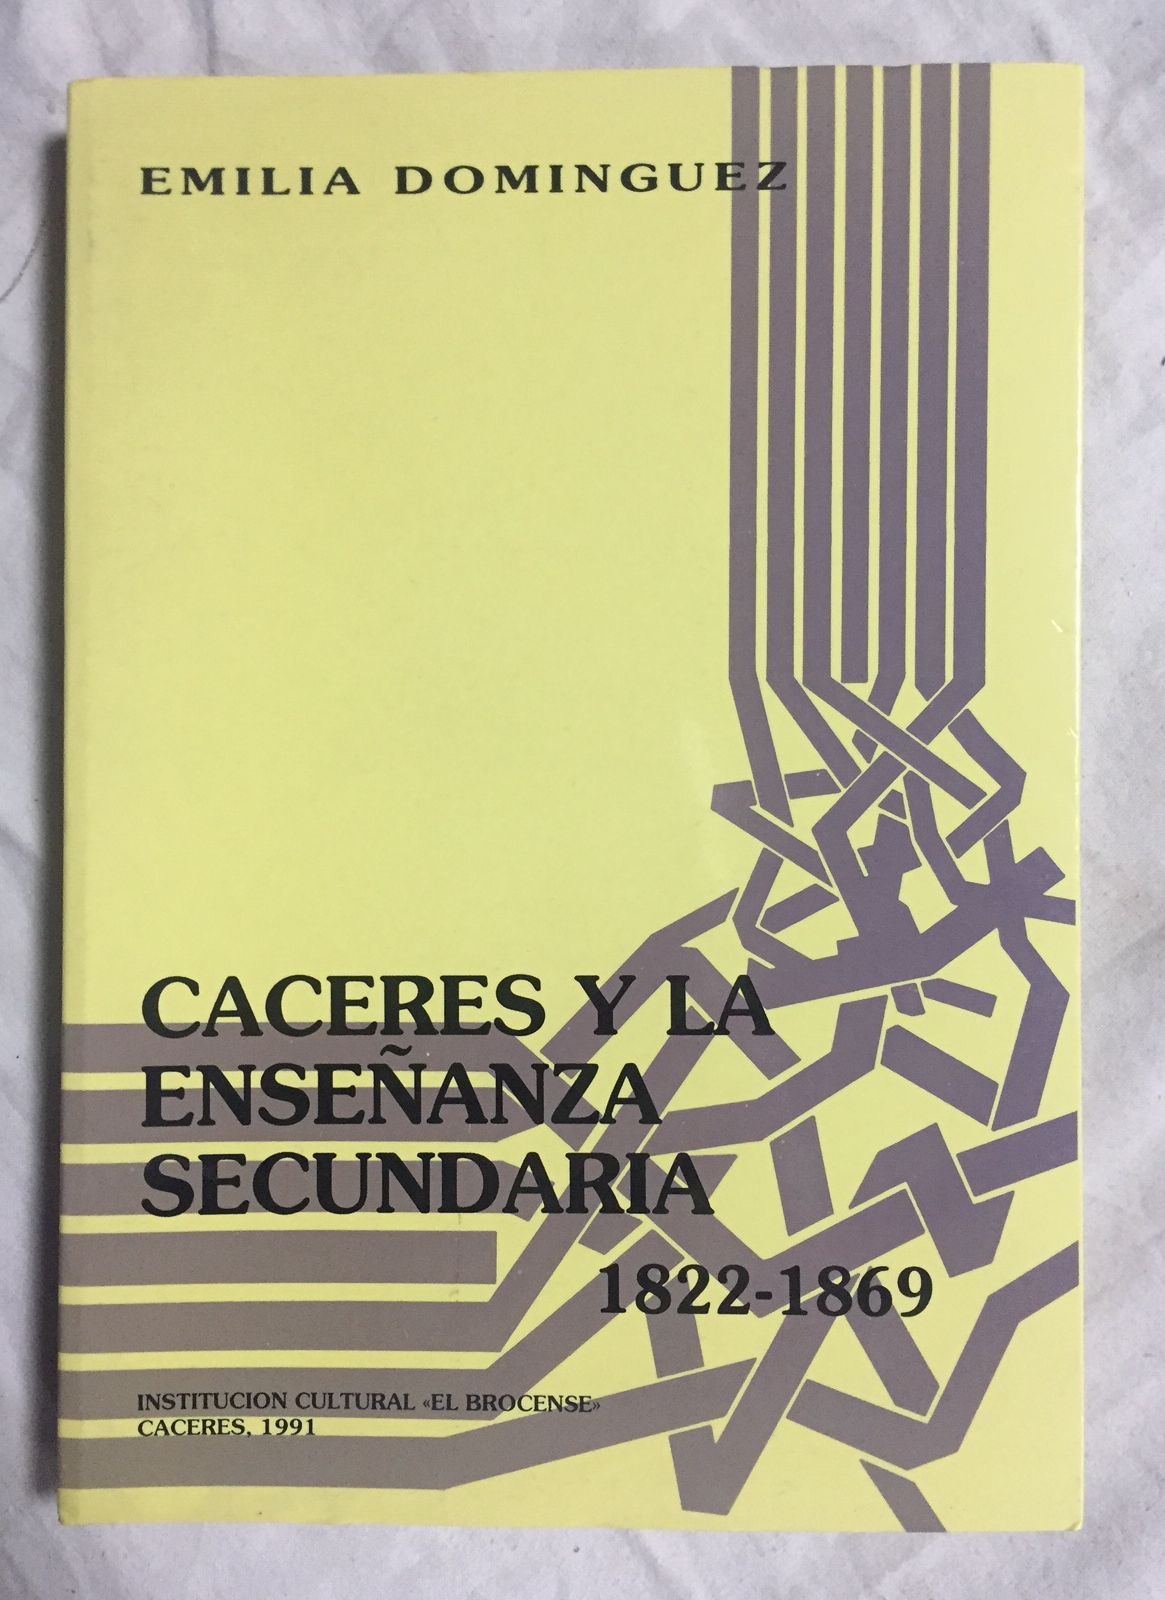 EMILIA DOMINGUEZ
CACERES Y LA
ENSEÑANZA
SECUNDARIA
1822-1869
INSTITUCION CULTURAL «EL BROCENSE»
CACERES, 1991